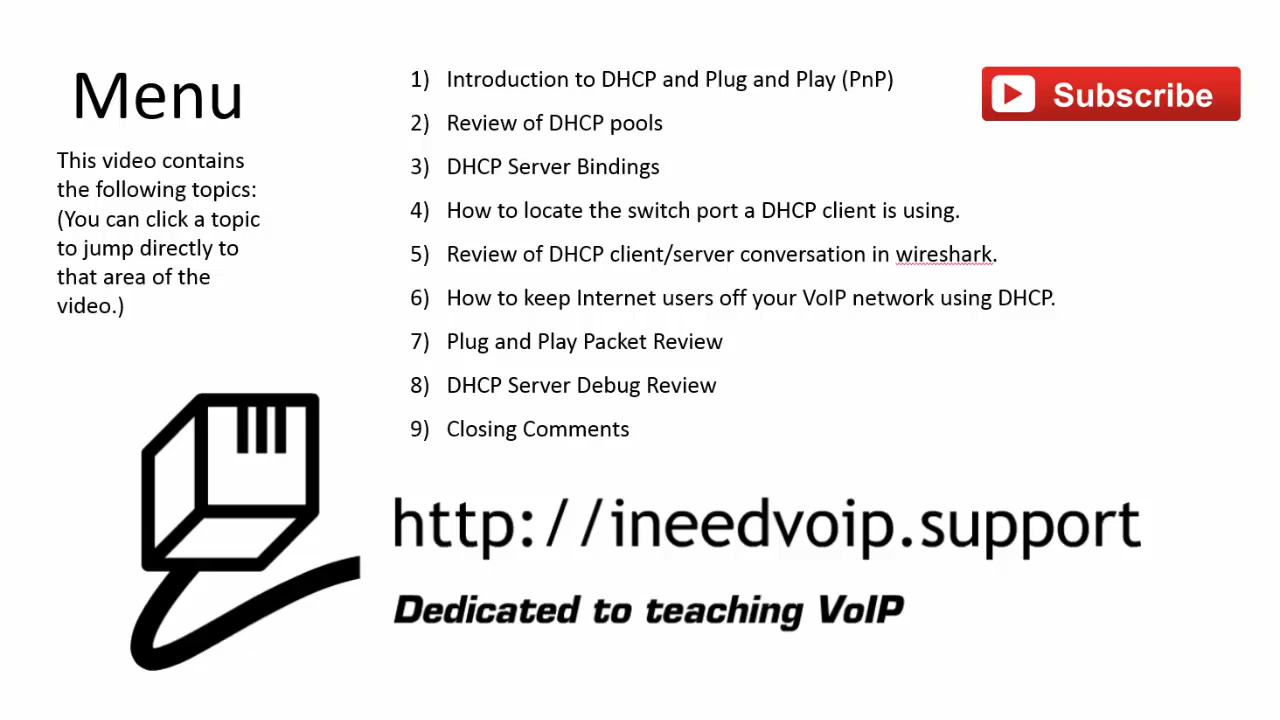 Menu
This video contains
the following topics:
(You can click a topic
to jump directly to
that area of the
video.)
1) Introduction to DHCP and Plug and Play (PnP)
2) Review of DHCP pools
3) DHCP Server Bindings
4) How to locate the switch port a DHCP client is using.
5) Review of DHCP client/server conversation in wireshark.
6) How to keep Internet users off your VoIP network using DHCP.
7) Plug and Play Packet Review
8) DHCP Server Debug Review
9) Closing Comments
Subscribe
http://ineedvoip.support
Dedicated to teaching VoIP